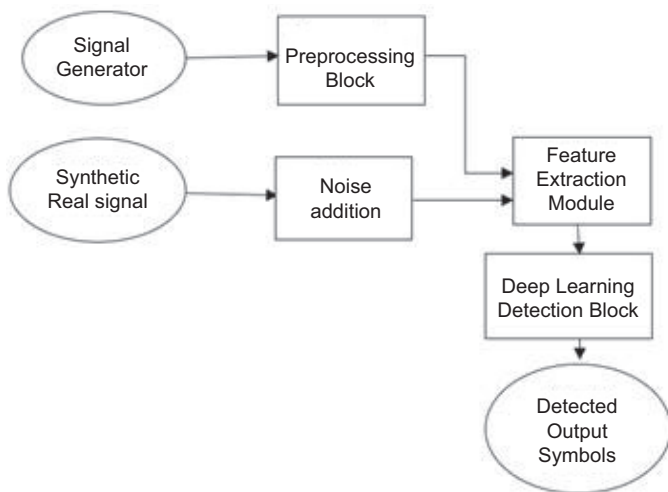 Signal
Generator
Preprocessing
Block
Synthetic
Real signal
Noise
addition
Feature
Extraction
Module
Deep Learning
Detection Block
Detected
Output
Symbols